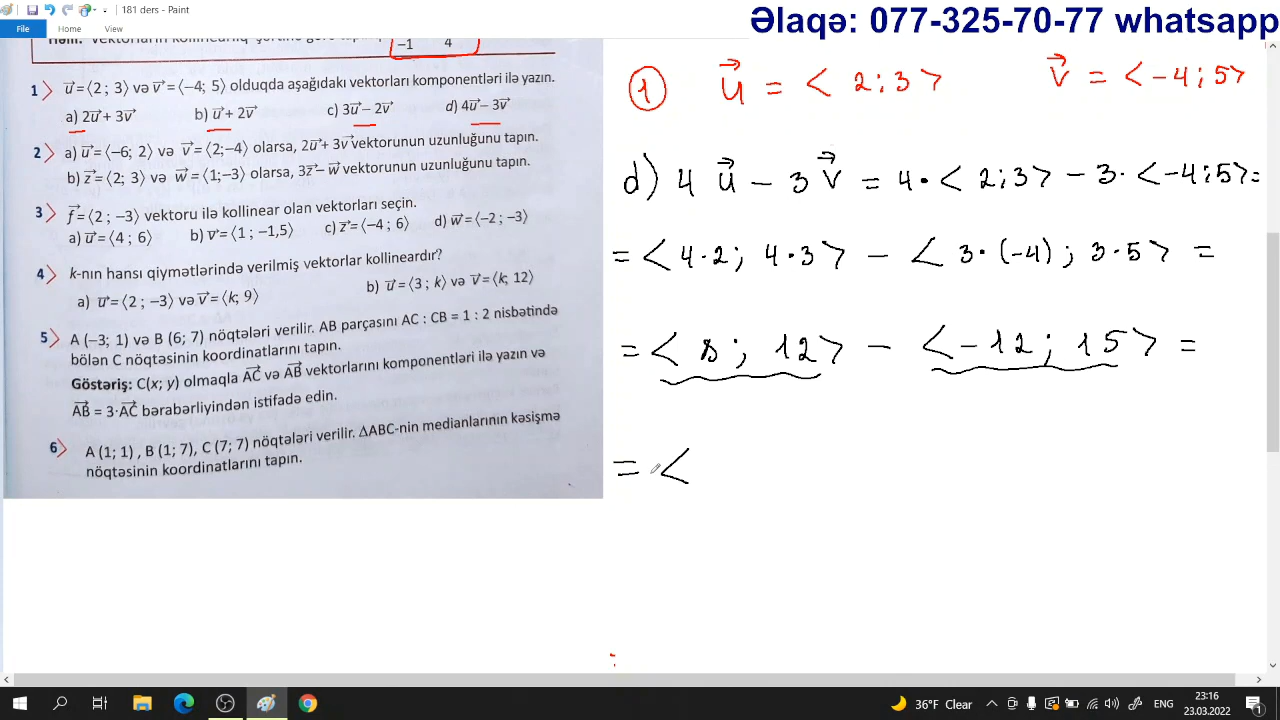 181 ders - Paint
Əlaqə: 077-325-70-77 whatsapp
File Home View
-1 4
1 u⃗ = ⟨2 ; 3⟩ və v⃗ = ⟨−4; 5⟩ olduqda aşağıdakı vektorları komponentləri ilə yazın.
a) 2u⃗ + 3v⃗ b) u⃗ + 2v⃗ c) 3u⃗ − 2v⃗ d) 4u⃗ − 3v⃗
2 a) u⃗ = ⟨−6; 2⟩ və v⃗ = ⟨2;−4⟩ olarsa, 2u⃗ + 3v⃗ vektorunun uzunluğunu tapın.
b) z⃗ = ⟨2; 3⟩ və w⃗ = ⟨1;−3⟩ olarsa, 3z⃗ − w⃗ vektorunun uzunluğunu tapın.
3 f⃗ = ⟨2 ; −3⟩ vektoru ilə kollinear olan vektorları seçin.
a) u⃗ = ⟨4 ; 6⟩ b) v⃗ = ⟨1 ; −1,5⟩ c) z⃗ = ⟨−4 ; 6⟩ d) w⃗ = ⟨−2 ; −3⟩
4 k-nın hansı qiymətlərində verilmiş vektorlar kollineardır?
a) u⃗ = ⟨2 ; −3⟩ və v⃗ = ⟨k; 9⟩ b) u⃗ = ⟨3 ; k⟩ və v⃗ = ⟨k; 12⟩
5 A (−3; 1) və B (6; 7) nöqtələri verilir. AB parçasını AC : CB = 1 : 2 nisbətində
bölən C nöqtəsinin koordinatlarını tapın.
Göstəriş: C(x; y) olmaqla A͞C⃗ və AB⃗ vektorlarını komponentləri ilə yazın və
AB⃗ = 3·AC⃗ bərabərliyindən istifadə edin.
6 A (1; 1) , B (1; 7), C (7; 7) nöqtələri verilir. ΔABC-nin medianlarının kəsişmə
nöqtəsinin koordinatlarını tapın.
1 u⃗ = < 2 ; 3 > v⃗ = < −4 ; 5 >
d) 4 u⃗ − 3 v⃗ = 4 · < 2 ; 3 > − 3 · < −4 ; 5 > =
= < 4 · 2 ; 4 · 3 > − < 3 · (−4) ; 3 · 5 > =
= < 8 ; 12 > − < −12 ; 15 > =
= <
36°F Clear ENG 23:16
23.03.2022
1